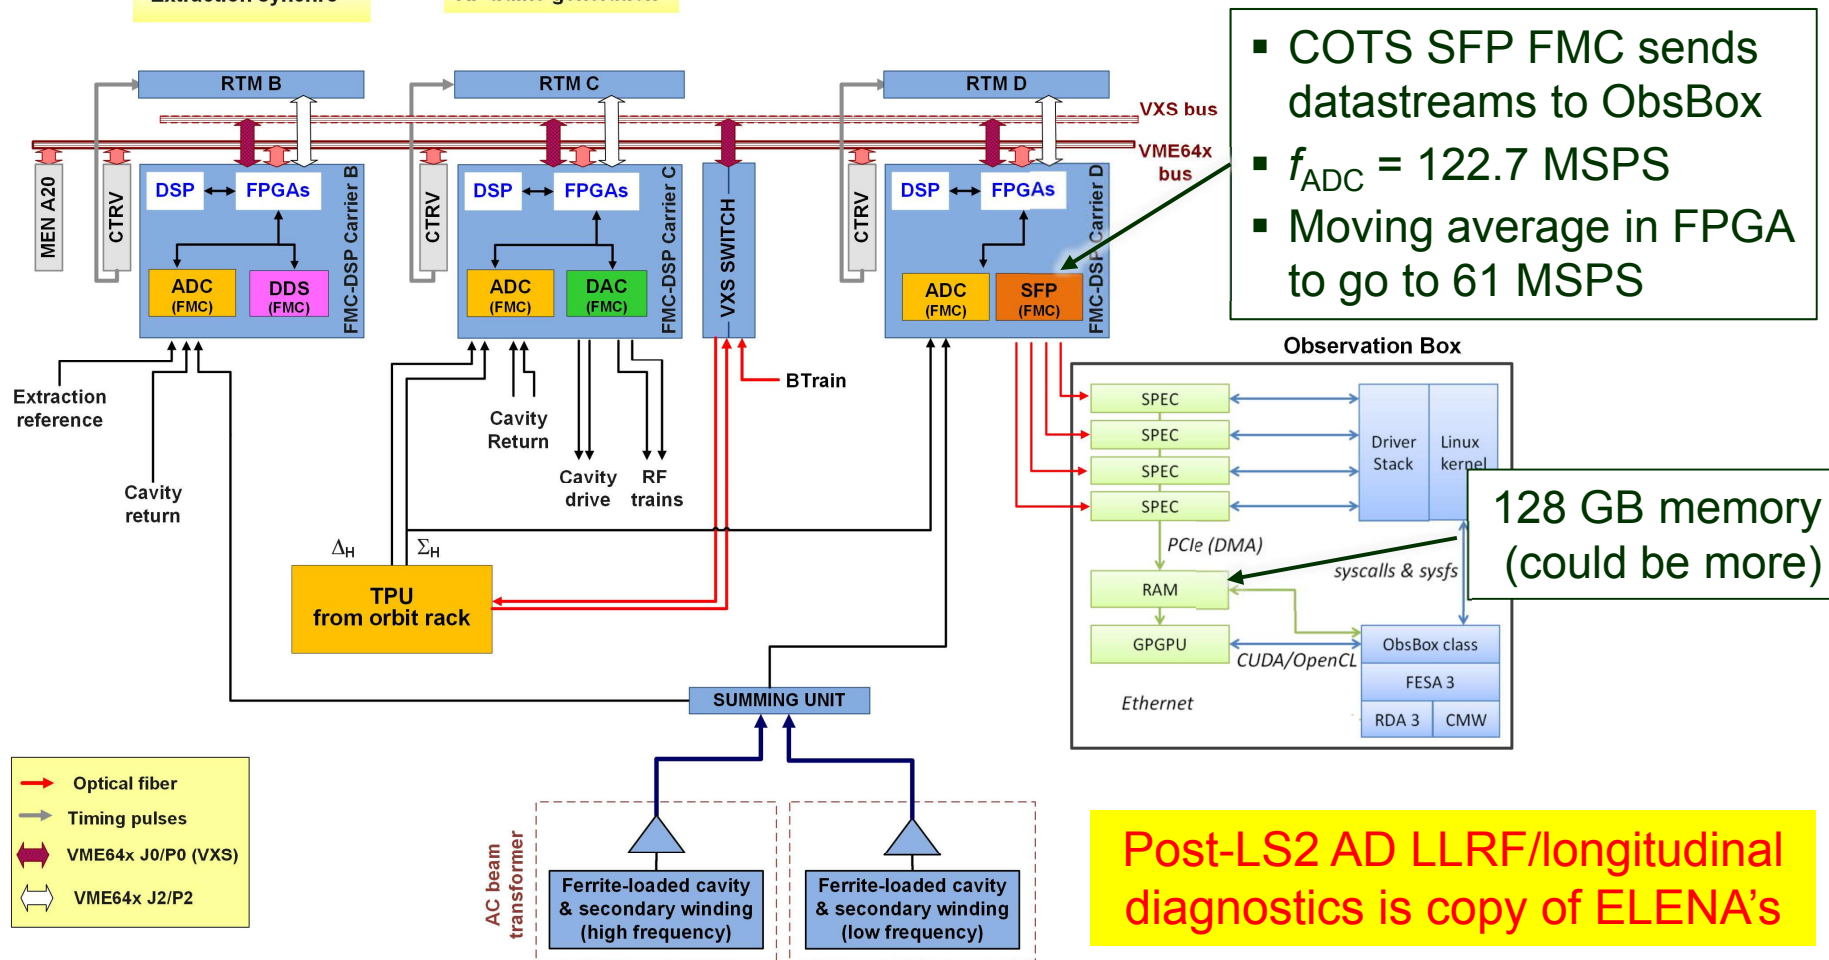 RTM B
RTM C
RTM D
VXS bus
VME64x
bus
MEN A20
CTRV
DSP
FPGAs
ADC
(FMC)
DDS
(FMC)
FMC-DSP Carrier B
CTRV
DSP
FPGAs
ADC
(FMC)
DAC
(FMC)
FMC-DSP Carrier C
VXS SWITCH
CTRV
DSP
FPGAs
ADC
(FMC)
SFP
(FMC)
FMC-DSP Carrier D
▪ COTS SFP FMC sends
datastreams to ObsBox
▪ fADC = 122.7 MSPS
▪ Moving average in FPGA
to go to 61 MSPS
Extraction
reference
Cavity
return
Cavity
Return
Cavity
drive
RF
trains
BTrain
ΔH
ΣH
TPU
from orbit rack
SUMMING UNIT
Observation Box
SPEC
SPEC
SPEC
SPEC
Driver
Stack
Linux
kernel
PCIe (DMA)
syscalls & sysfs
RAM
GPGPU
CUDA/OpenCL
Ethernet
ObsBox class
FESA 3
RDA 3
CMW
128 GB memory
(could be more)
Optical fiber
Timing pulses
VME64x J0/P0 (VXS)
VME64x J2/P2
AC beam
transformer
Ferrite-loaded cavity
& secondary winding
(high frequency)
Ferrite-loaded cavity
& secondary winding
(low frequency)
Post-LS2 AD LLRF/longitudinal
diagnostics is copy of ELENA's